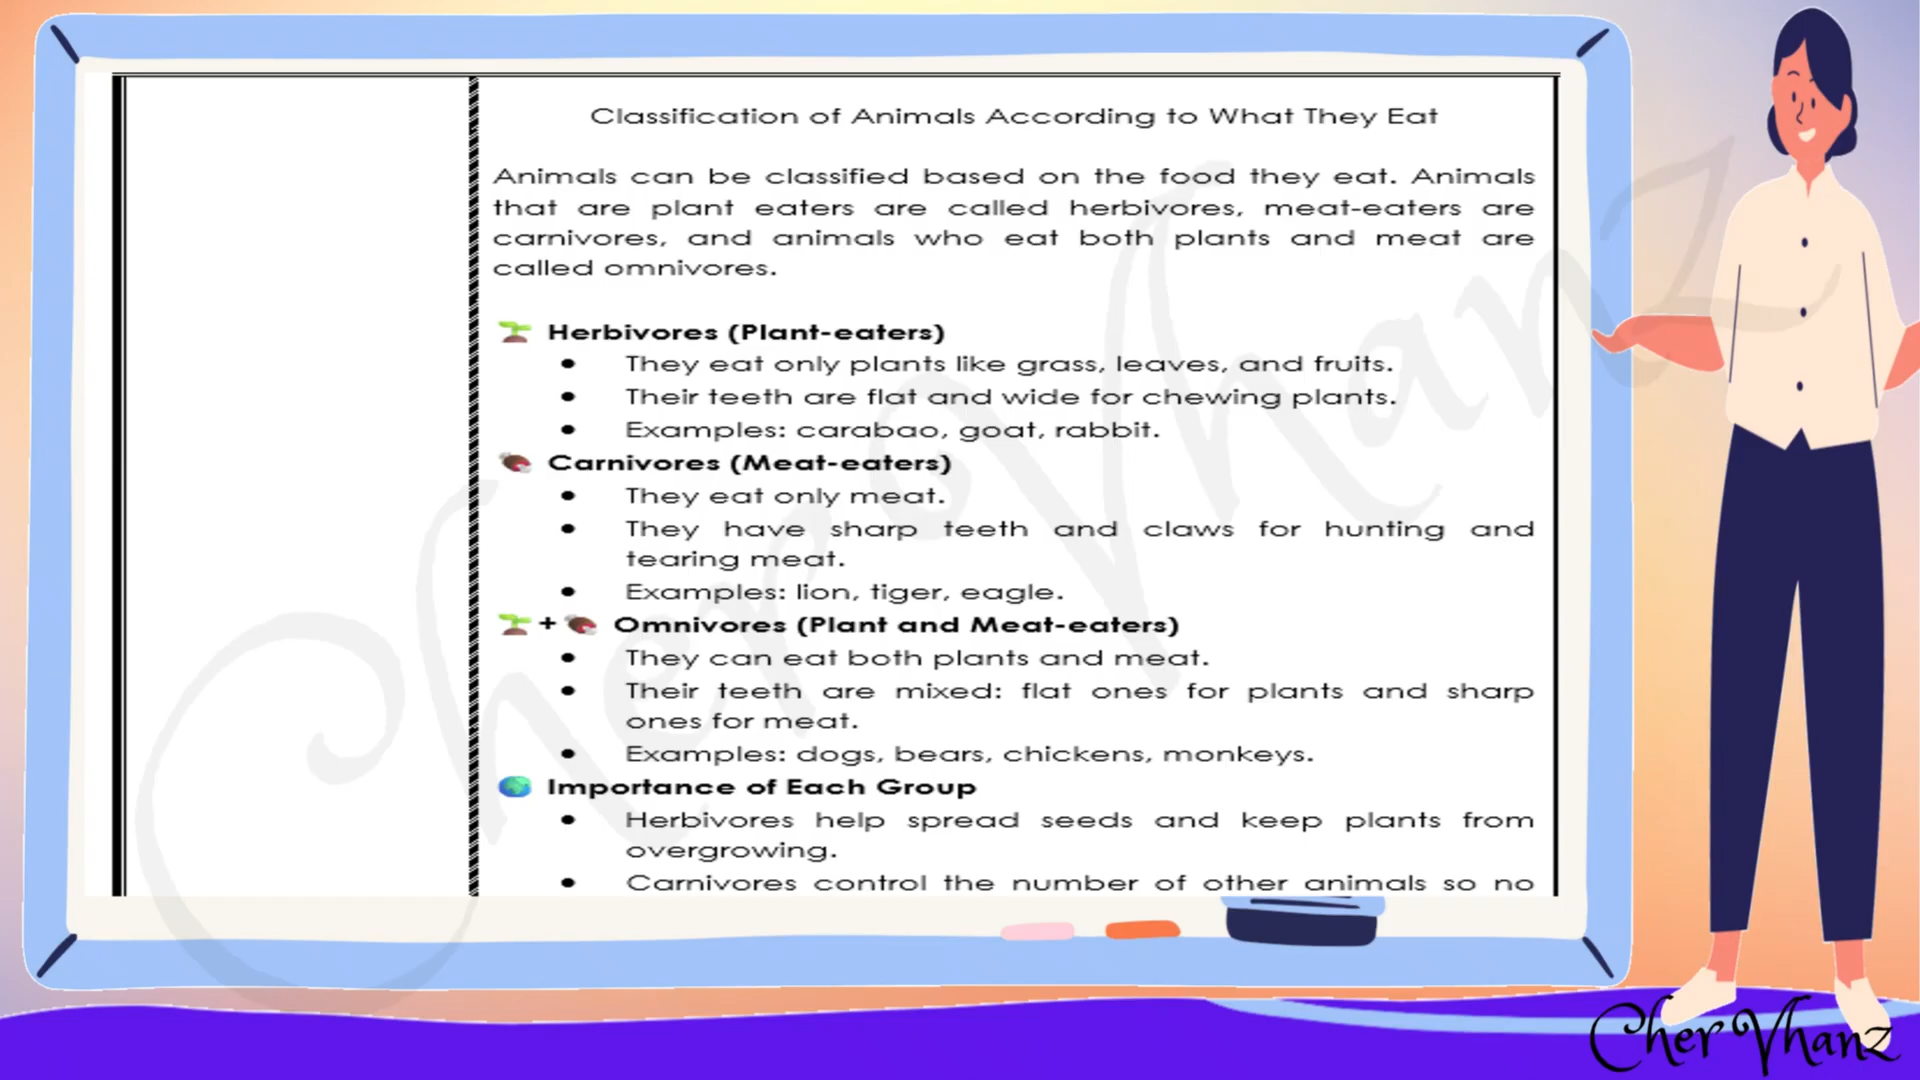 Classification of Animals According to What They Eat
Animals can be classified based on the food they eat. Animals
that are plant eaters are called herbivores, meat-eaters are
carnivores, and animals who eat both plants and meat are
called omnivores.
🌱 Herbivores (Plant-eaters)
• They eat only plants like grass, leaves, and fruits.
• Their teeth are flat and wide for chewing plants.
• Examples: carabao, goat, rabbit.
🍖 Carnivores (Meat-eaters)
• They eat only meat.
• They have sharp teeth and claws for hunting and
tearing meat.
• Examples: lion, tiger, eagle.
🌱 + 🍖 Omnivores (Plant and Meat-eaters)
• They can eat both plants and meat.
• Their teeth are mixed: flat ones for plants and sharp
ones for meat.
• Examples: dogs, bears, chickens, monkeys.
🌍 Importance of Each Group
• Herbivores help spread seeds and keep plants from
overgrowing.
• Carnivores control the number of other animals so no
Cher Vhanz
Cher Vhanz